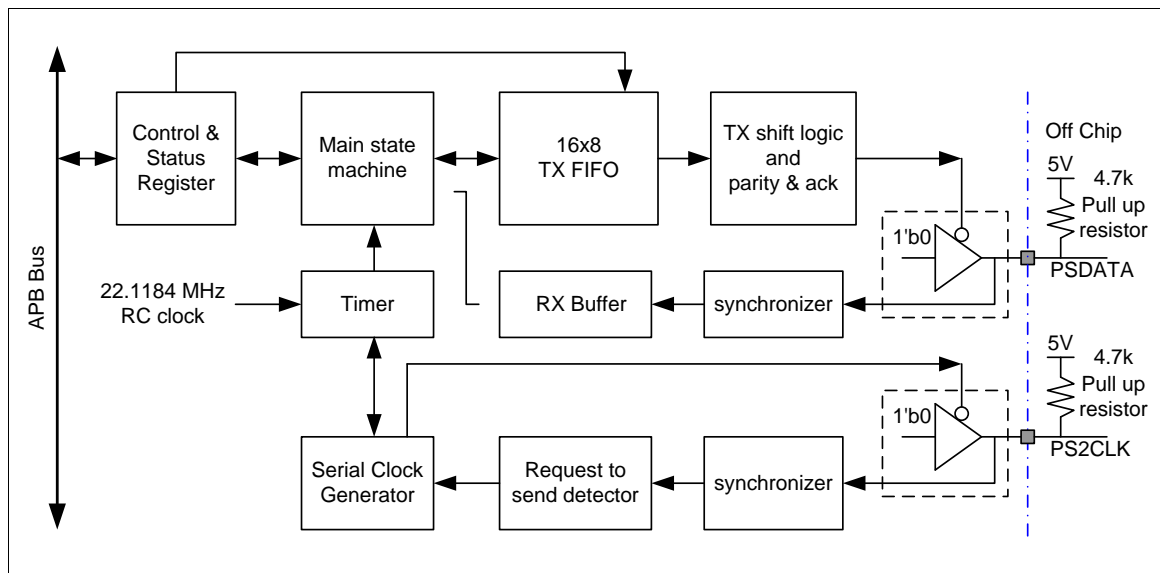 APB Bus
Control &
Status
Register
Main state
machine
16x8
TX FIFO
TX shift logic
and
parity & ack
Off Chip
5V
4.7k
Pull up
resistor
1'b0
PSDATA
22.1184 MHz
RC clock
Timer
RX Buffer
synchronizer
5V
4.7k
Pull up
resistor
1'b0
PS2CLK
Serial Clock
Generator
Request to
send detector
synchronizer